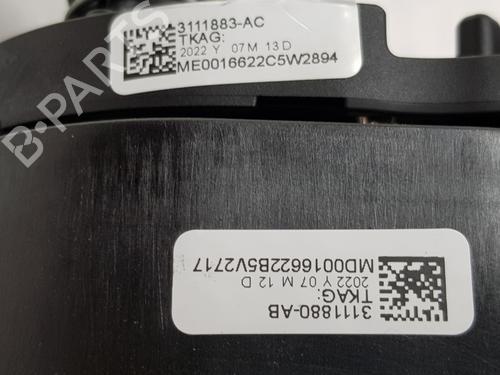 3111883-AC
TKAG:
2022 Y 07 M 13 D
ME0016622C5W2894
B-PARTS
3111880-AB
TKAG:
2022 Y 07 M 12 D
MD0016622B5V2717